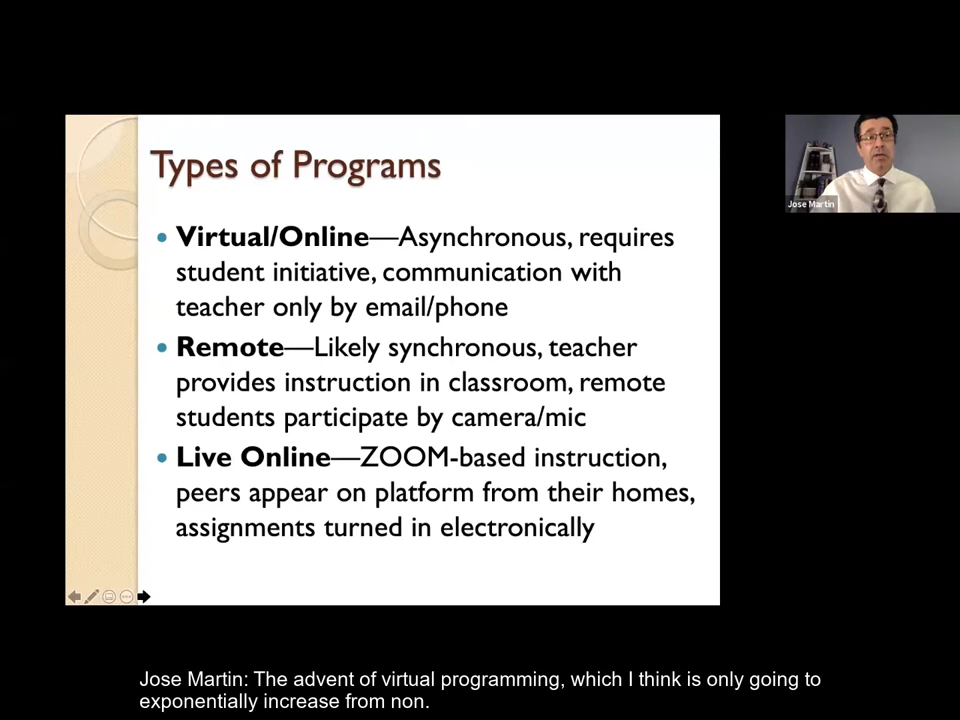 Types of Programs
• Virtual/Online—Asynchronous, requires
student initiative, communication with
teacher only by email/phone
• Remote—Likely synchronous, teacher
provides instruction in classroom, remote
students participate by camera/mic
• Live Online—ZOOM-based instruction,
peers appear on platform from their homes,
assignments turned in electronically
Jose Martin
Jose Martin: The advent of virtual programming, which I think is only going to
exponentially increase from non.